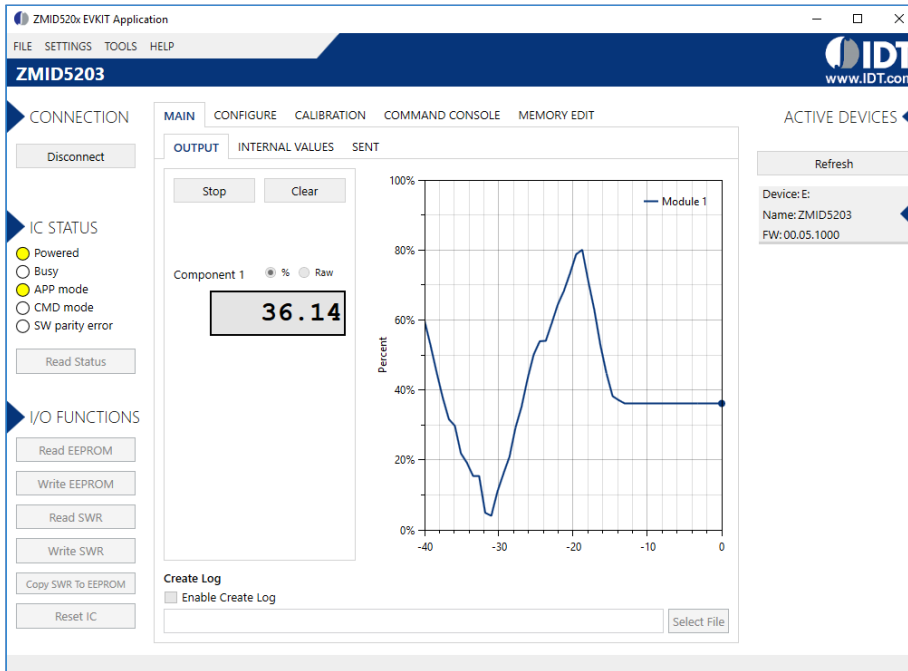 ZMID520x EVKIT Application
FILE SETTINGS TOOLS HELP
IDT
www.IDT.com
ZMID5203
CONNECTION
Disconnect
IC STATUS
Powered
Busy
APP mode
CMD mode
SW parity error
Read Status
I/O FUNCTIONS
Read EEPROM
Write EEPROM
Read SWR
Write SWR
Copy SWR To EEPROM
Reset IC
MAIN CONFIGURE CALIBRATION COMMAND CONSOLE MEMORY EDIT
OUTPUT INTERNAL VALUES SENT
Stop Clear
Component 1 % Raw
36.14
Module 1
Percent
100%
80%
60%
40%
20%
0%
-40 -30 -20 -10 0
Create Log
Enable Create Log
Select File
ACTIVE DEVICES
Refresh
Device: E:
Name: ZMID5203
FW: 00.05.1000